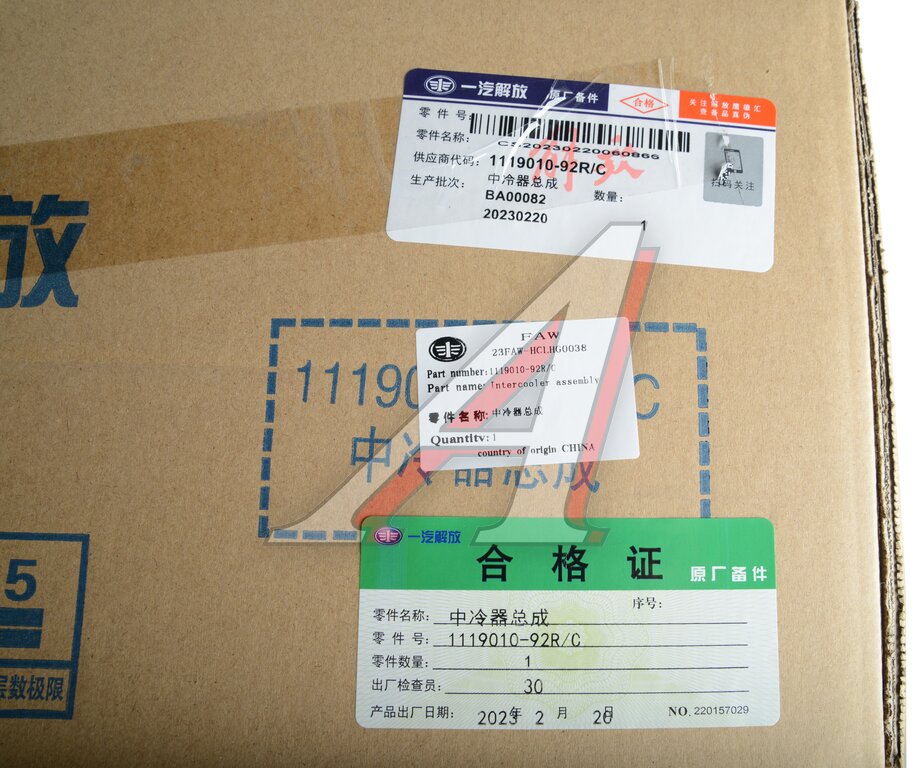 一汽解放 原厂备件 合格 关注解放鹰塗汇
查备品真伪
零 件 号:
CS20230220060866
零件名称: 1119010-92R/C
供应商代码: 中冷器总成
解放
生产批次: BA00082 数量:
20230220 1
扫码关注
放
FAW
23FAW-HCLHG0038
Part number:1119010-92R/C
Part name:Intercooler assembly
零件名称:中冷器总成
Quantity:1
country of origin CHINA
1119 C
中冷器总成
5
层数极限
一汽解放
合格证 原厂备件
序号:
零件名称: 中冷器总成
零 件 号: 1119010-92R/C
零件数量: 1
出厂检查员: 30
产品出厂日期: 2023年 2 月 20日 NO.220157029